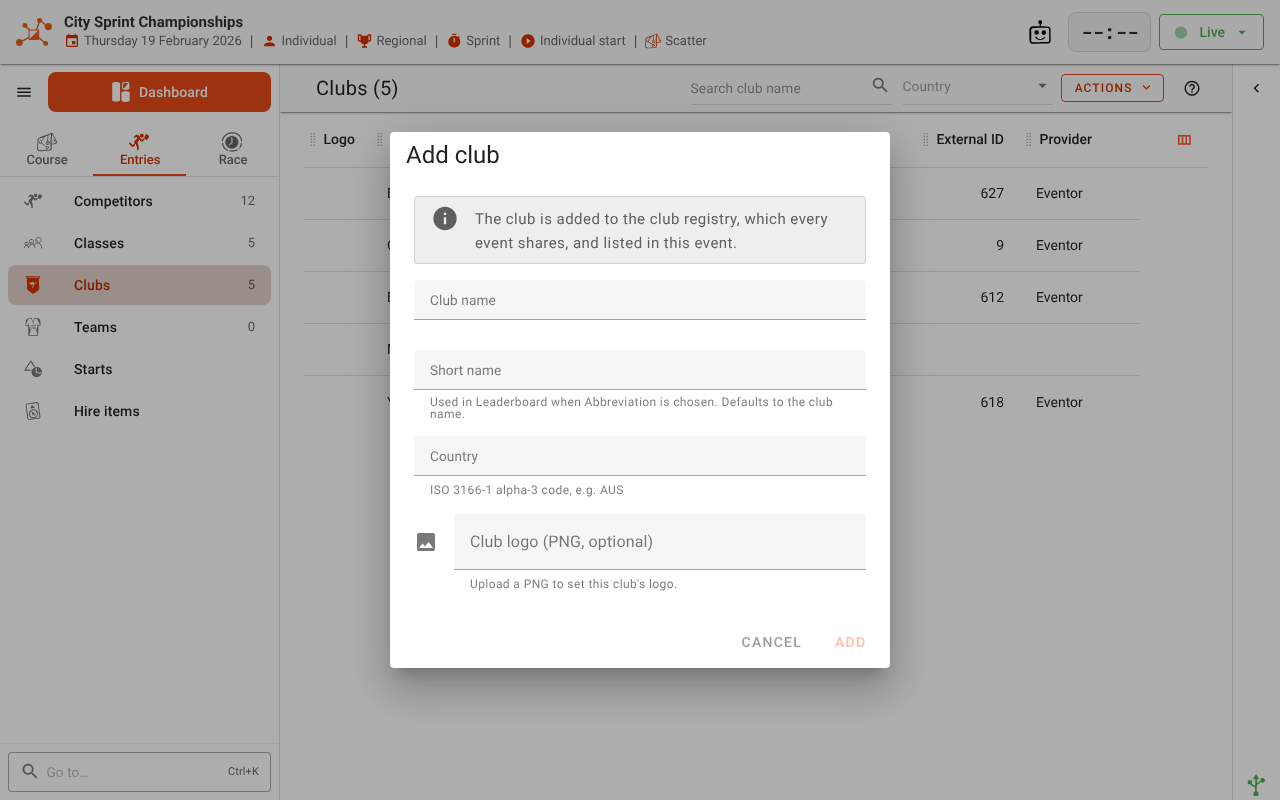 City Sprint Championships
Thursday 19 February 2026 | Individual | Regional | Sprint | Individual start | Scatter
--:--
Live
Dashboard
Clubs (5)
Search club name
Country
ACTIONS
Course
Entries
Race
Logo
External ID
Provider
Competitors 12
Classes 5
Clubs 5
Teams 0
Starts
Hire items
627 Eventor
9 Eventor
612 Eventor
618 Eventor
Add club
The club is added to the club registry, which every
event shares, and listed in this event.
Club name
Short name
Used in Leaderboard when Abbreviation is chosen. Defaults to the club
name.
Country
ISO 3166-1 alpha-3 code, e.g. AUS
Club logo (PNG, optional)
Upload a PNG to set this club's logo.
CANCEL
ADD
Go to...
Ctrl+K